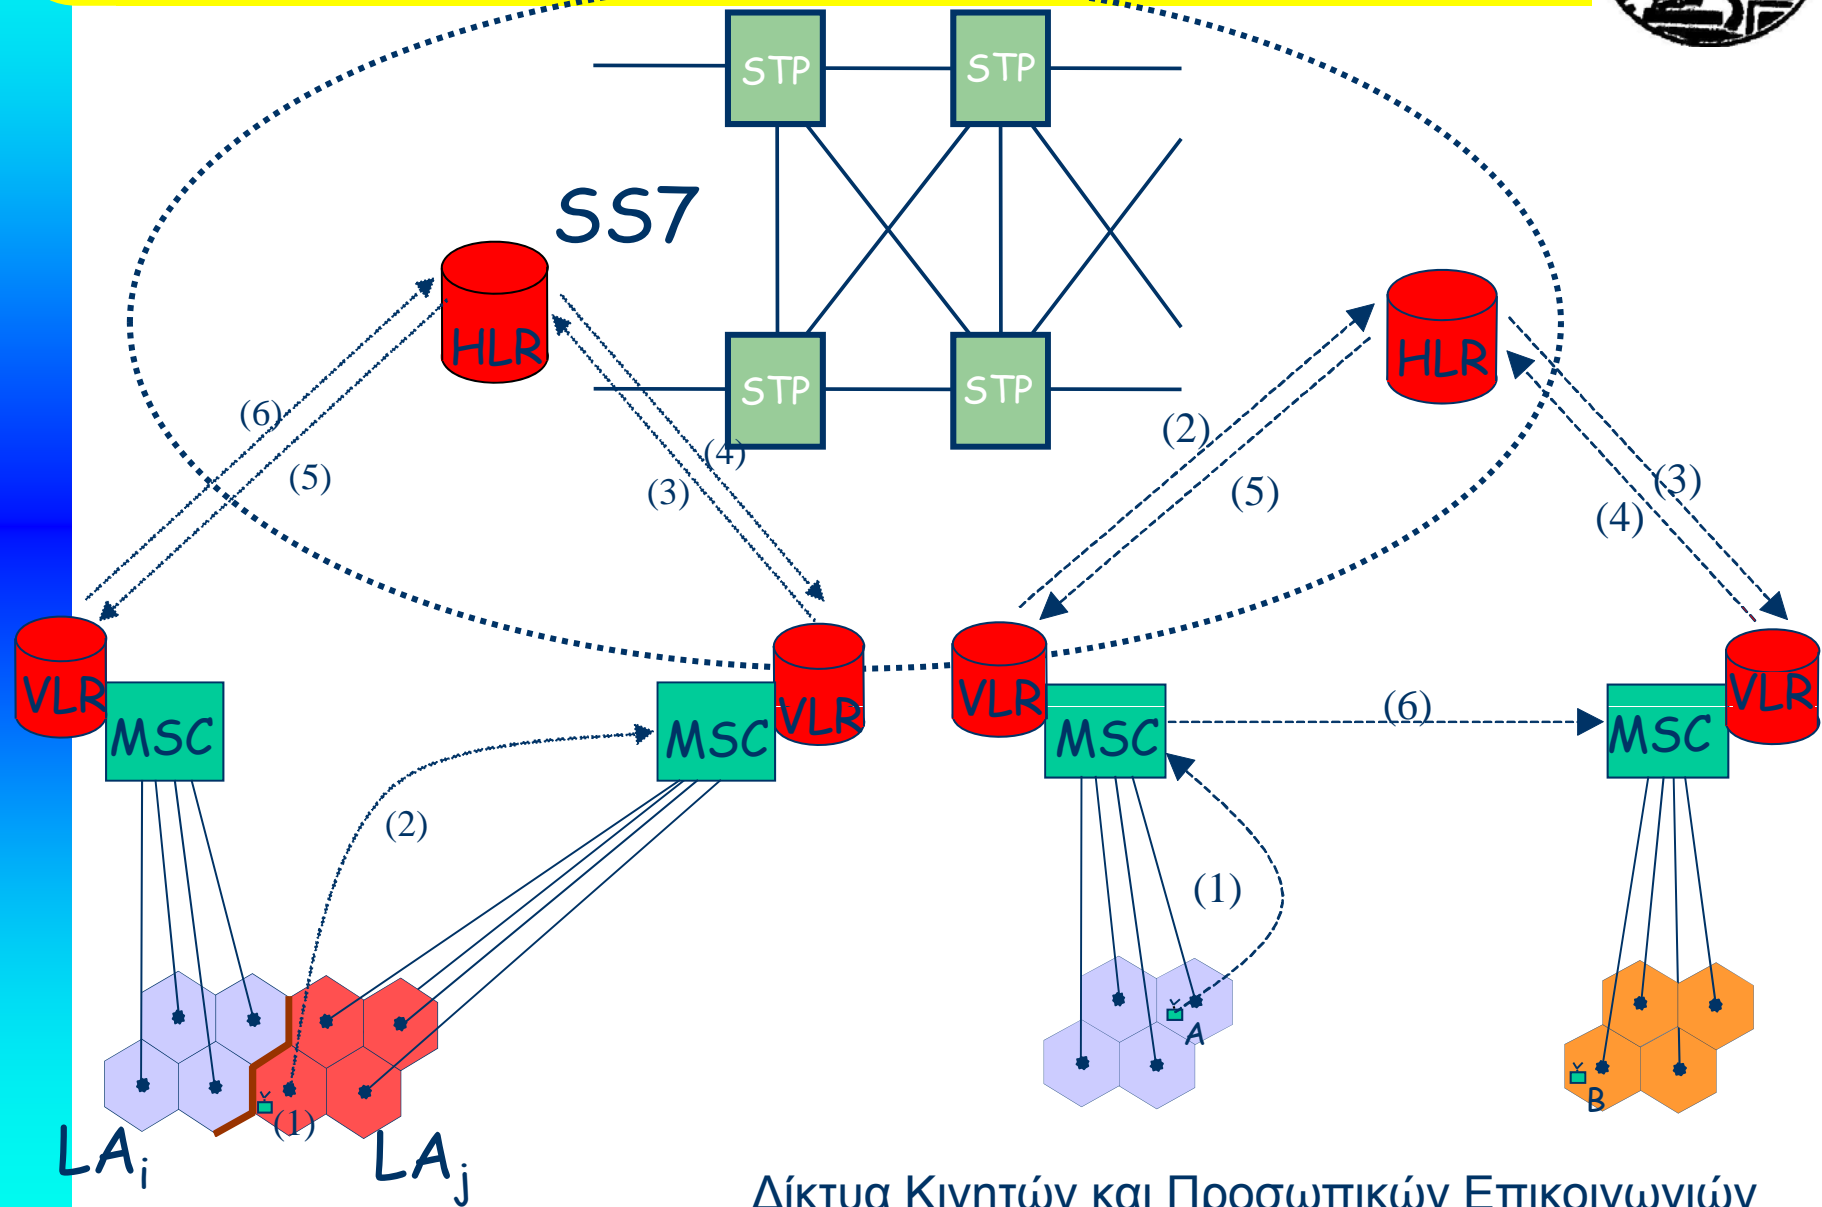 STP
STP
SS7
HLR
HLR
STP
STP
(6)
(5)
(4)
(3)
(2)
(5)
(3)
(4)
VLR
MSC
MSC
VLR
VLR
MSC
(6)
MSC
VLR
(2)
(1)
A
B
(1)
LAi
LAj
Δίκτυα Κινητών και Προσωπικών Επικοινωνιών